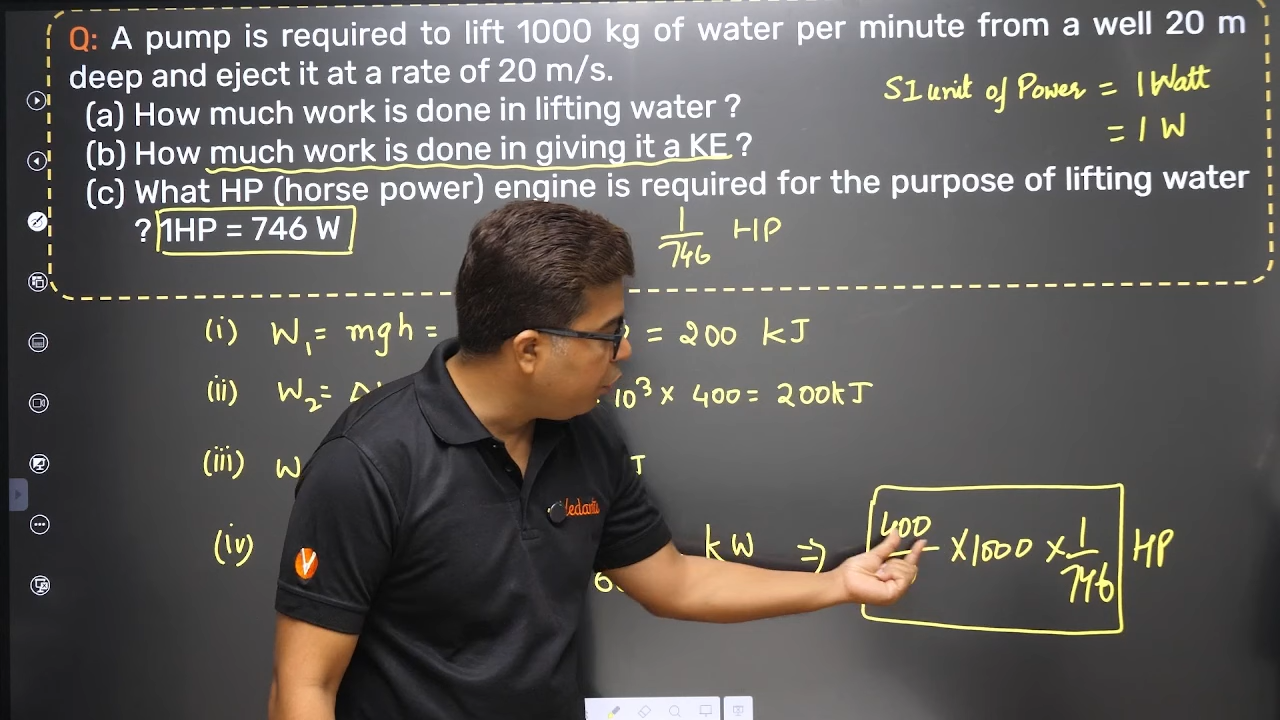 Q: A pump is required to lift 1000 kg of water per minute from a well 20 m
deep and eject it at a rate of 20 m/s.
(a) How much work is done in lifting water ?
(b) How much work is done in giving it a KE ?
(c) What HP (horse power) engine is required for the purpose of lifting water
? 1HP = 746 W
SI unit of Power = 1 Watt
= 1 W
1/746 HP
(i) W₁ = mgh = = 200 kJ
(ii) W₂ = 10³ × 400 = 200kJ
(iii) W J
(iv) kW ⇒ 400 × 1000 × 1/746 HP
Vedantu